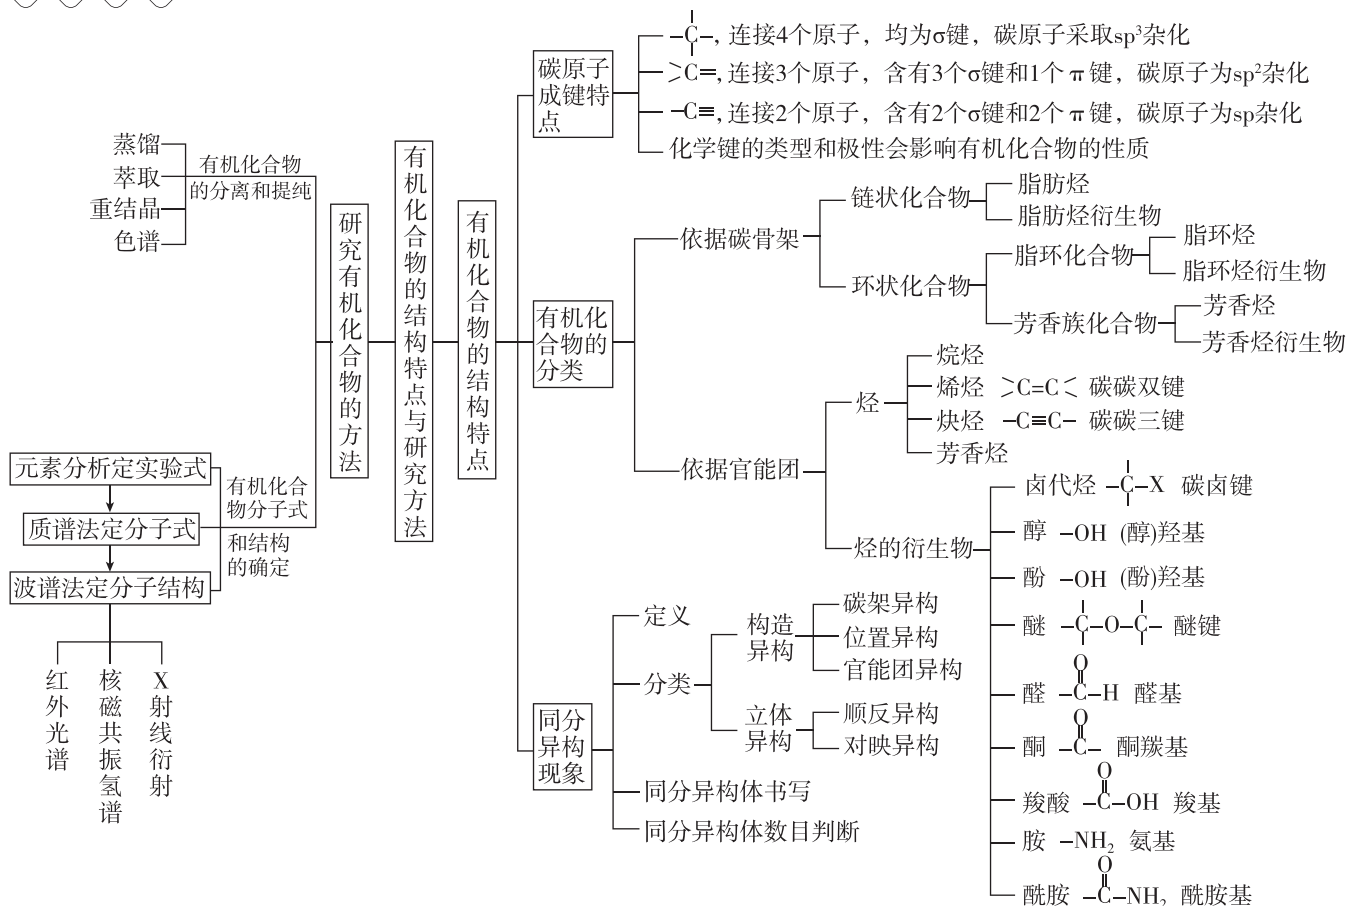 蒸馏
萃取
重结晶
色谱
有机化合物
的分离和提纯
元素分析定实验式
质谱法定分子式
波谱法定分子结构
有机化合
物分子式
和结构
的确定
红外光谱
核磁共振氢谱
X射线衍射
研究有机化合物的方法
有机化合物的结构特点与研究方法
有机化合物的结构特点
碳原子
成键特
点
-C-, 连接4个原子，均为σ键，碳原子采取sp³杂化
>C=, 连接3个原子，含有3个σ键和1个π键，碳原子为sp²杂化
-C≡, 连接2个原子，含有2个σ键和2个π键，碳原子为sp杂化
化学键的类型和极性会影响有机化合物的性质
有机化
合物的
分类
依据碳骨架
链状化合物
脂肪烃
脂肪烃衍生物
环状化合物
脂环化合物
脂环烃
脂环烃衍生物
芳香族化合物
芳香烃
芳香烃衍生物
依据官能团
烃
烷烃
烯烃 >C=C< 碳碳双键
炔烃 -C≡C- 碳碳三键
芳香烃
烃的衍生物
卤代烃 -C-X 碳卤键
醇 -OH (醇)羟基
酚 -OH (酚)羟基
醚 -C-O-C- 醚键
O
醛 -C-H 醛基
O
酮 -C- 酮羰基
O
羧酸 -C-OH 羧基
胺 -NH₂ 氨基
O
酰胺 -C-NH₂ 酰胺基
同分
异构
现象
定义
分类
构造
异构
碳架异构
位置异构
官能团异构
立体
异构
顺反异构
对映异构
同分异构体书写
同分异构体数目判断